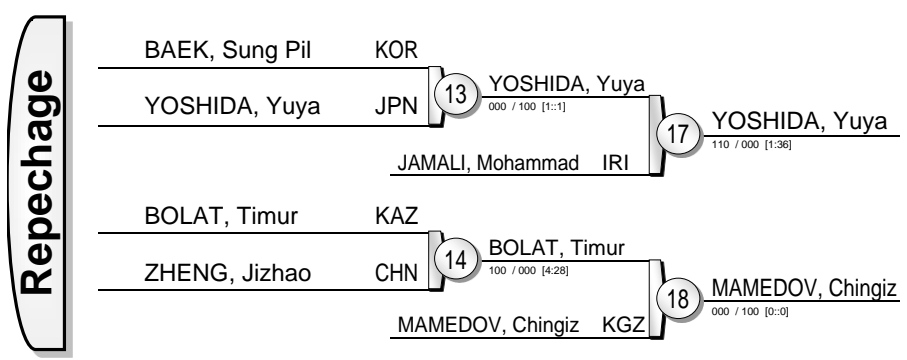 Repechage
BAEK, Sung Pil KOR
YOSHIDA, Yuya JPN
13
YOSHIDA, Yuya
000 / 100 [1::1]
JAMALI, Mohammad IRI
17
YOSHIDA, Yuya
110 / 000 [1:36]
BOLAT, Timur KAZ
ZHENG, Jizhao CHN
14
BOLAT, Timur
100 / 000 [4:28]
MAMEDOV, Chingiz KGZ
18
MAMEDOV, Chingiz
000 / 100 [0::0]